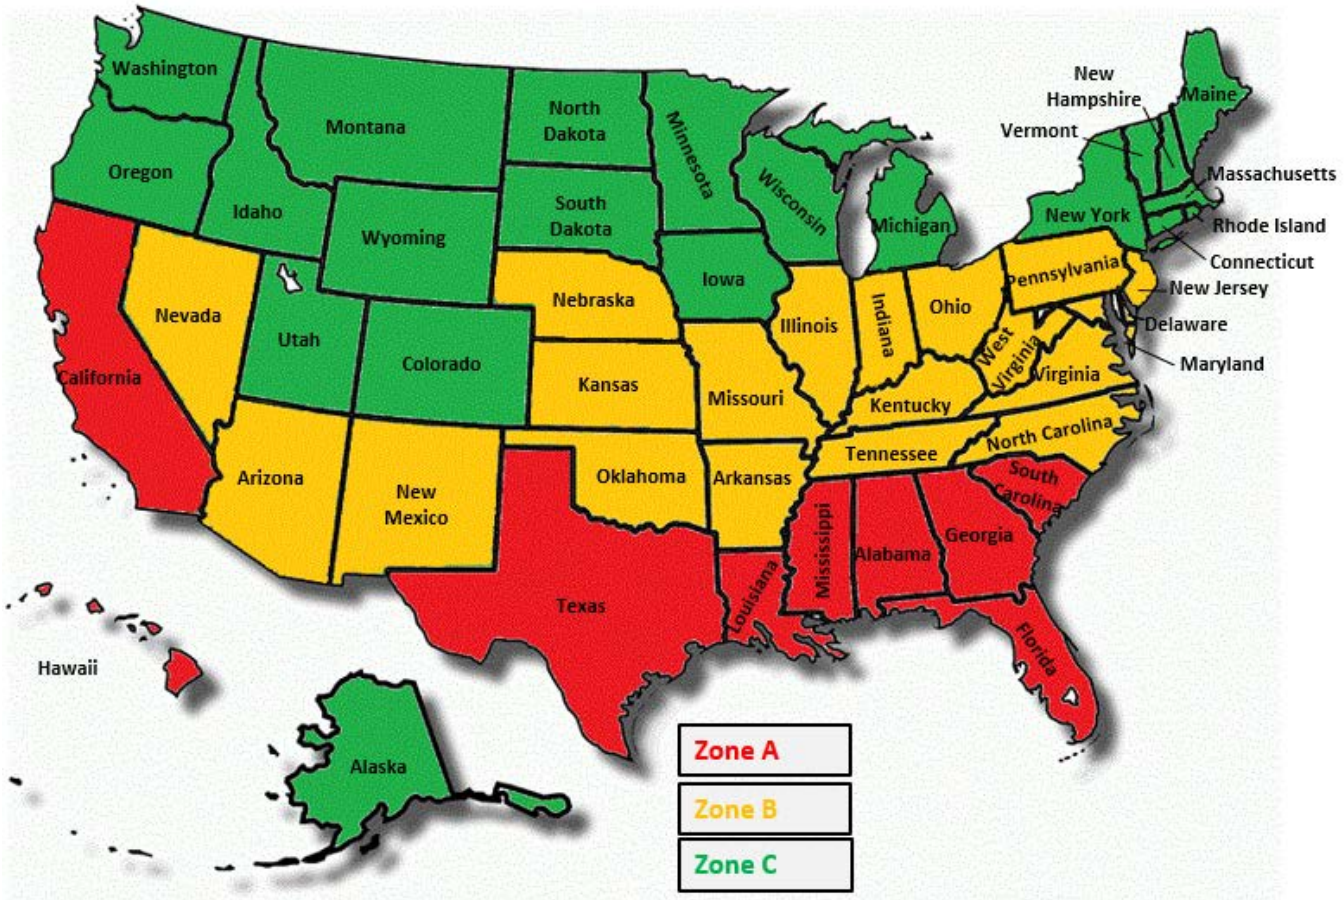 Washington
Montana
North
Dakota
Minnesota
Oregon
Idaho
Wyoming
South
Dakota
Wisconsin
Michigan
New
Hampshire
Vermont
Maine
Massachusetts
New York
Rhode Island
Connecticut
Iowa
Nebraska
Nevada
Utah
Colorado
California
Kansas
Missouri
Illinois
Indiana
Ohio
Pennsylvania
New Jersey
Delaware
Maryland
West
Virginia
Virginia
Kentucky
North Carolina
Tennessee
Arizona
New
Mexico
Oklahoma
Arkansas
South
Carolina
Mississippi
Alabama
Georgia
Texas
Louisiana
Florida
Hawaii
Alaska
Zone A
Zone B
Zone C